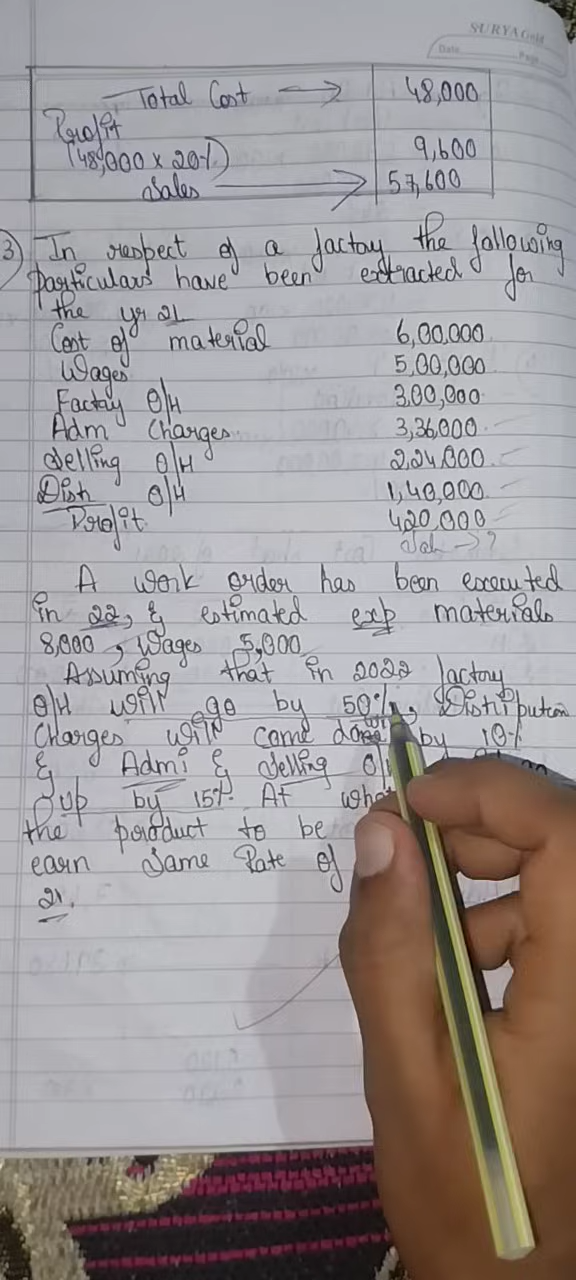 SURYA Gold
Date Page
Total Cost → 48,000
Profit
(48,000 x 20%) 9,600
Sales → 57,600
3) In respect of a factory the following
particulars have been extracted for
the yr 21
Cost of material 6,00,000
Wages 5,00,000
Factory O/H 3,00,000
Adm Charges 3,36,000
Selling O/H 2,24,000
Dish O/H 1,40,000
Profit 420,000
Sal → ?
A work order has been executed
in 22, & estimated exp materials
8,000, Wages 5,000
Assuming that in 2022 factory
O/H will go by 50%, Distribution
Charges will come done by 10%
& Admi & Selling
up by 15% At
the product to be
earn Same Rate of
21.